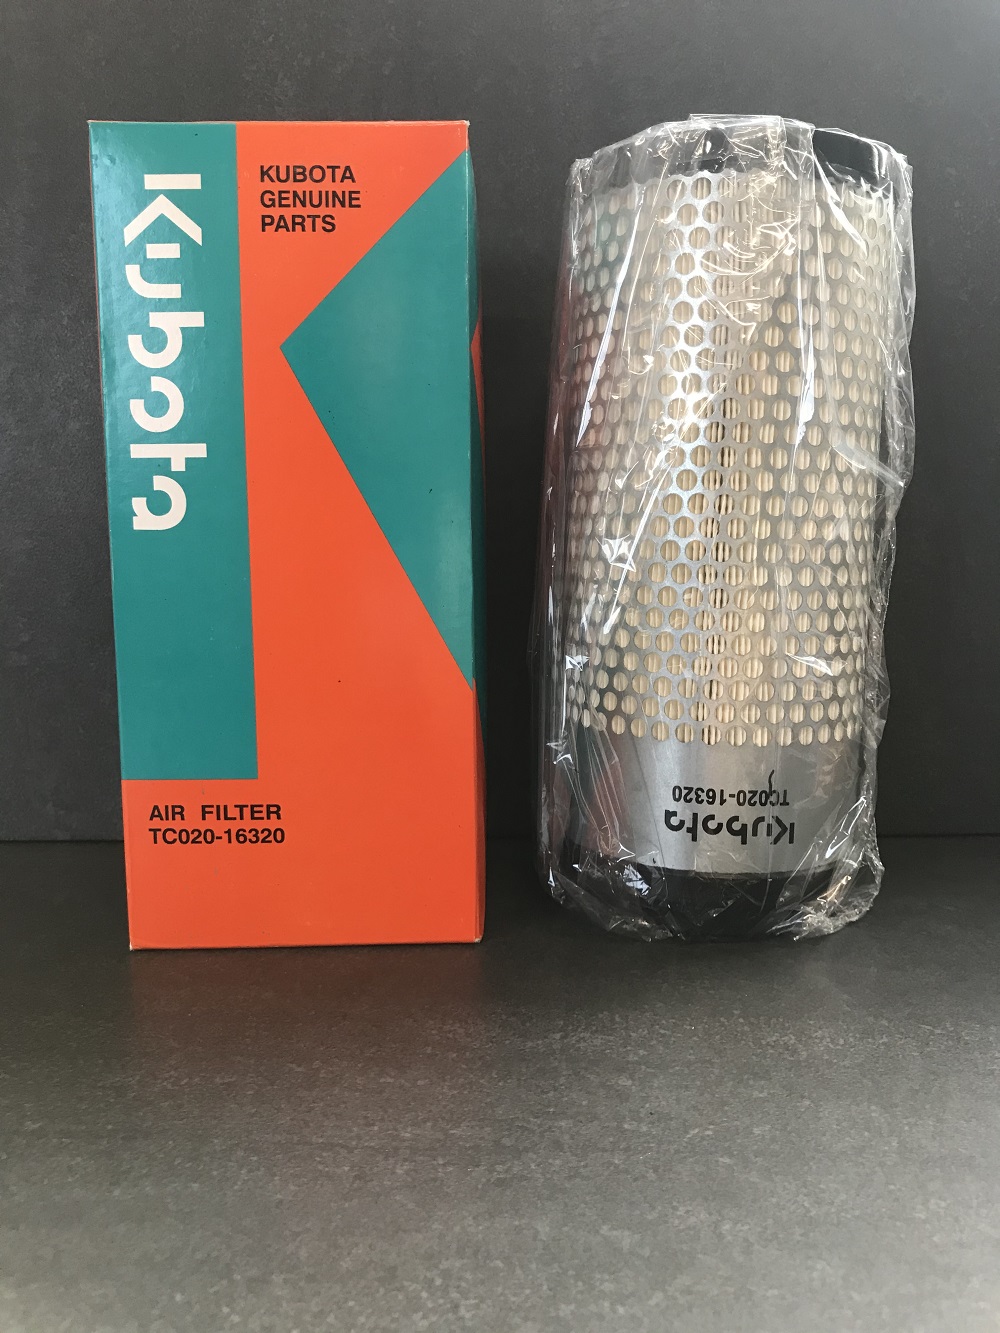 Kubota
KUBOTA
GENUINE
PARTS
AIR FILTER
TC020-16320
Kubota
TC020-16320